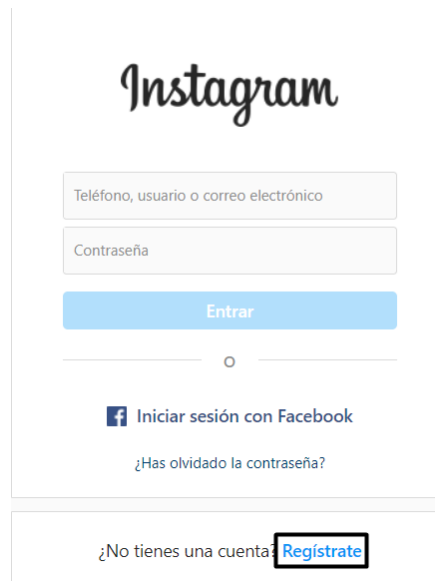 Instagram
Teléfono, usuario o correo electrónico
Contraseña
Entrar
O
Iniciar sesión con Facebook
¿Has olvidado la contraseña?
¿No tienes una cuenta? Regístrate